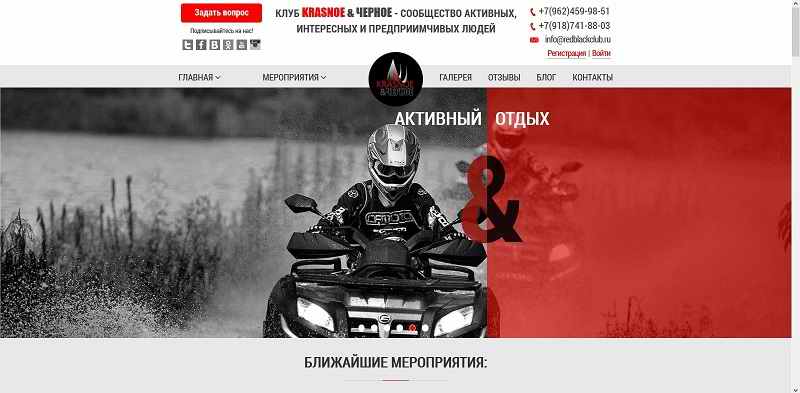 Задать вопрос
Подписывайтесь на нас!
КЛУБ KRASNOE & ЧЕРНОЕ - СООБЩЕСТВО АКТИВНЫХ,
ИНТЕРЕСНЫХ И ПРЕДПРИИМЧИВЫХ ЛЮДЕЙ
+7(962)459-98-61
+7(918)741-88-03
info@redblackclub.ru
Регистрация | Войти
ГЛАВНАЯ
МЕРОПРИЯТИЯ
KRASNOE
&ЧЕРНОЕ
ГАЛЕРЕЯ
ОТЗЫВЫ
БЛОГ
КОНТАКТЫ
АКТИВНЫЙ ОТДЫХ
&
БЛИЖАЙШИЕ МЕРОПРИЯТИЯ: